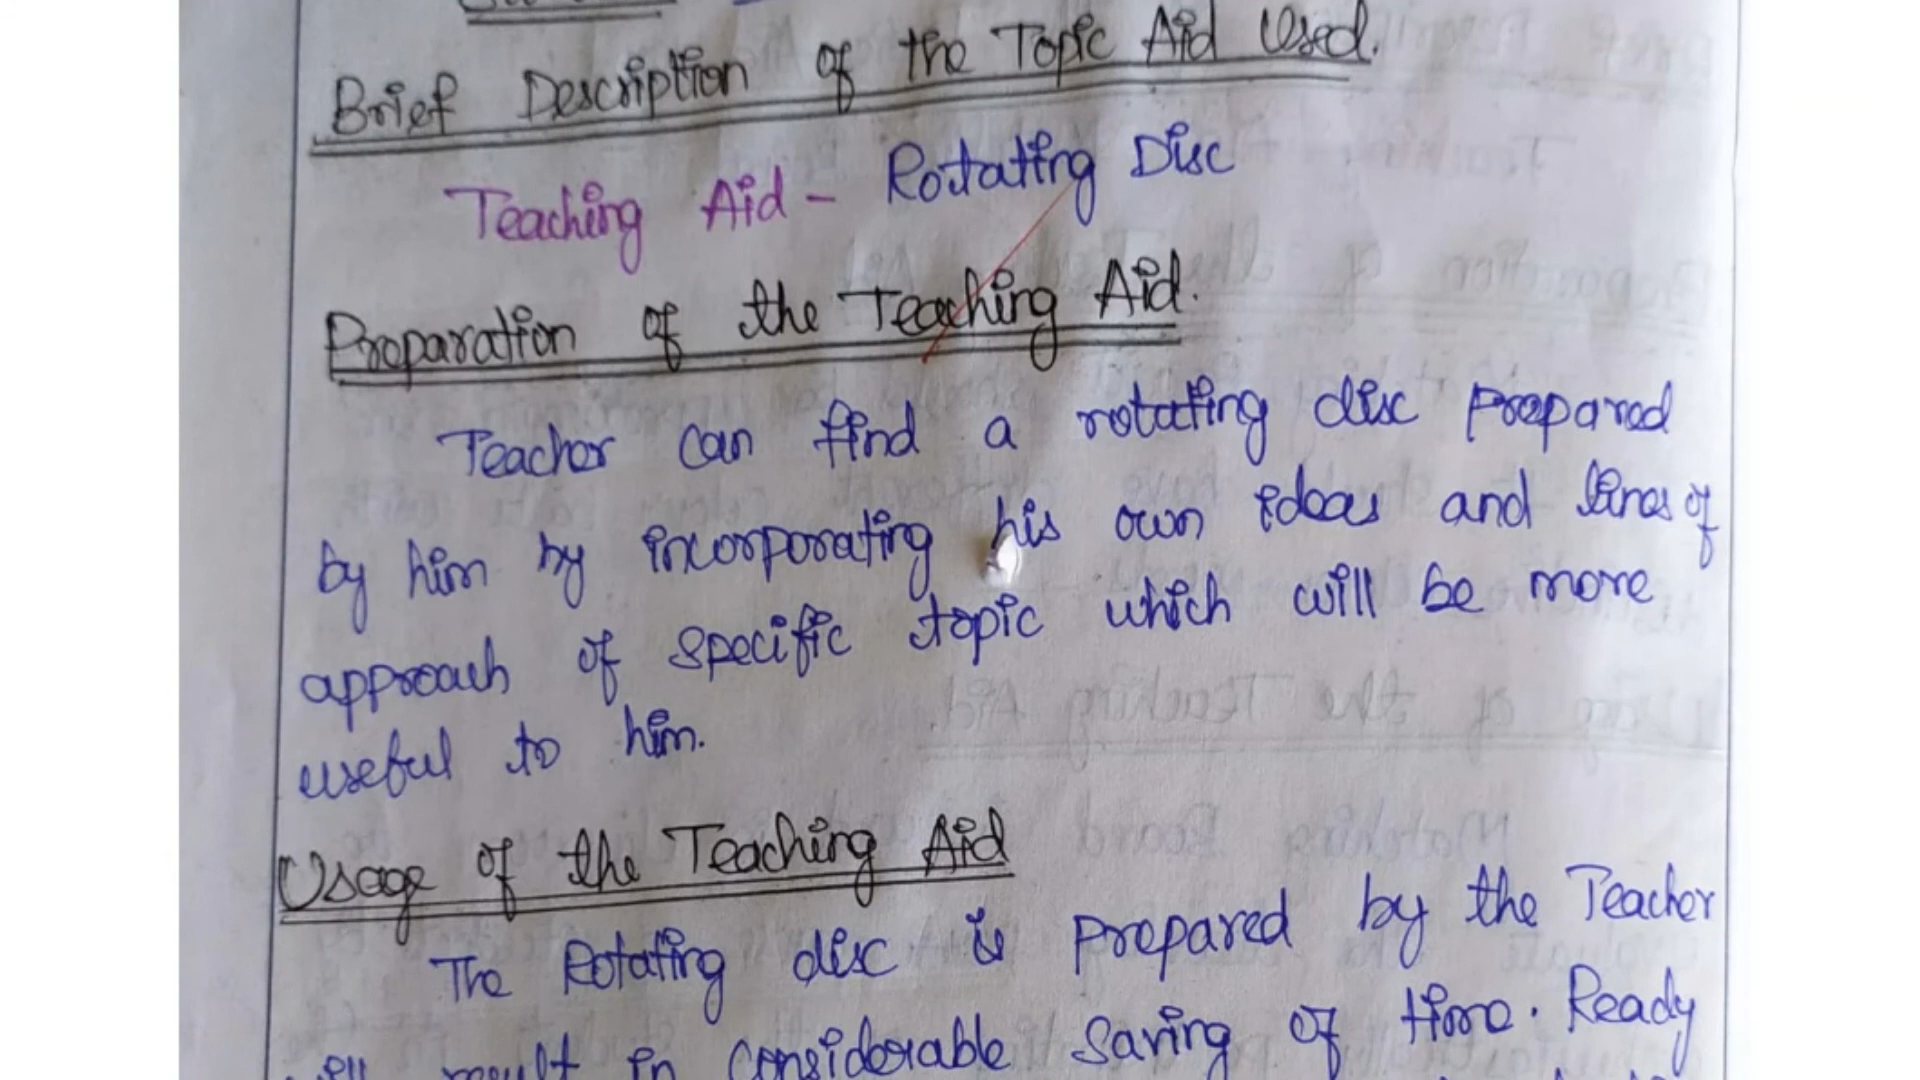 Brief Description of the Topic Aid Used.
Teaching Aid - Rotating Disc
Preparation of the Teaching Aid.
Teacher can find a rotating disc prepared
by him by incorporating his own ideas and lines of
approach of specific topic which will be more
useful to him.
Usage of the Teaching Aid
The Rotating disc is prepared by the Teacher
will result in considerable saving of time. Ready